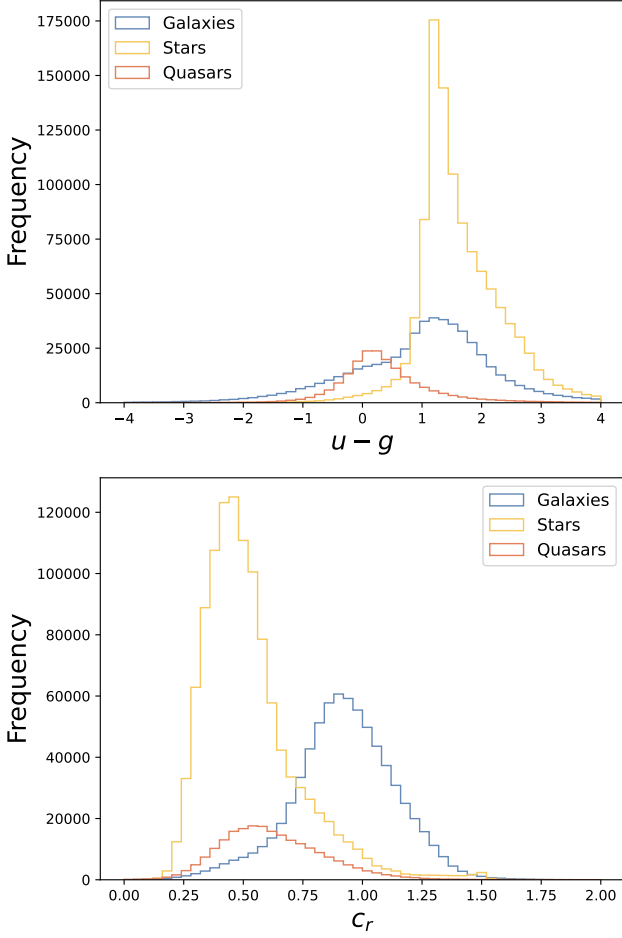 175000
150000
125000
100000
75000
50000
25000
0
Frequency
Galaxies
Stars
Quasars
−4 −3 −2 −1 0 1 2 3 4
u − g
120000
100000
80000
60000
40000
20000
0
Frequency
Galaxies
Stars
Quasars
0.00 0.25 0.50 0.75 1.00 1.25 1.50 1.75 2.00
c_r